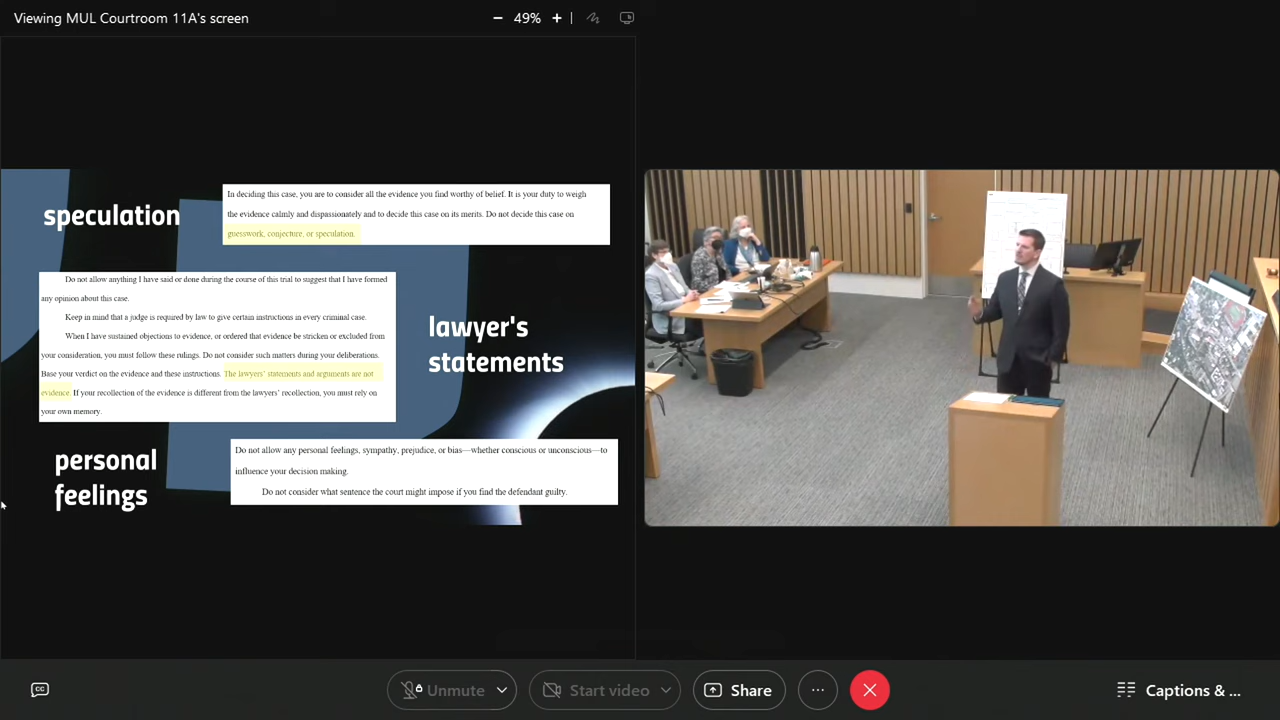 Viewing MUL Courtroom 11A's screen
49%
speculation
In deciding this case, you are to consider all the evidence you find worthy of belief. It is your duty to weigh
the evidence calmly and dispassionately and to decide this case on its merits. Do not decide this case on
guesswork, conjecture, or speculation.
Do not allow anything I have said or done during the course of this trial to suggest that I have formed
any opinion about this case.
Keep in mind that a judge is required by law to give certain instructions in every criminal case.
When I have sustained objections to evidence, or ordered that evidence be stricken or excluded from
your consideration, you must follow these rulings. Do not consider such matters during your deliberations.
Base your verdict on the evidence and these instructions. The lawyers' statements and arguments are not
evidence. If your recollection of the evidence is different from the lawyers' recollection, you must rely on
your own memory.
lawyer's
statements
personal
feelings
Do not allow any personal feelings, sympathy, prejudice, or bias—whether conscious or unconscious—to
influence your decision making.
Do not consider what sentence the court might impose if you find the defendant guilty.
CC
Unmute
Start video
Share
Captions & ...